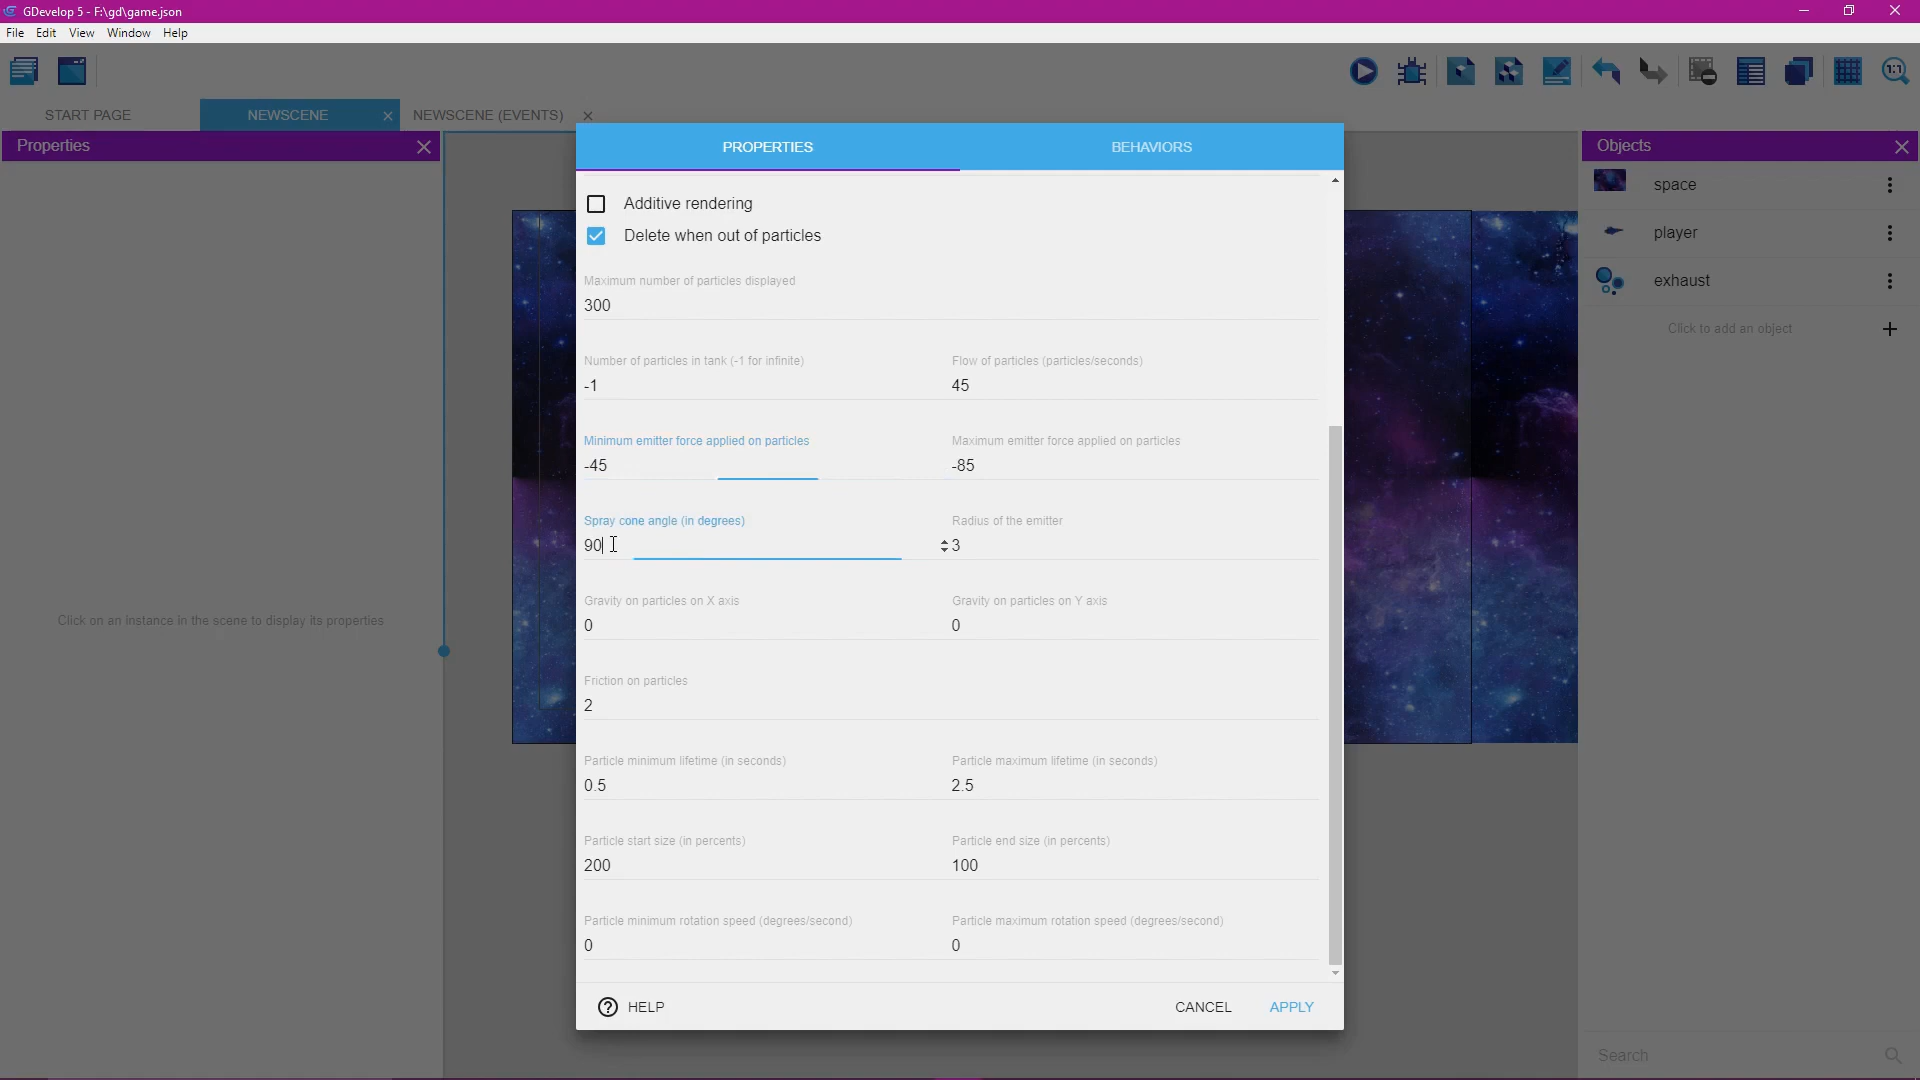 GDevelop 5 - F:\gd\game.json
File Edit View Window Help
START PAGE NEWSCENE NEWSCENE (EVENTS)
Properties
PROPERTIES BEHAVIORS
Objects
space
player
exhaust
Click to add an object
Click on an instance in the scene to display its properties
Additive rendering
Delete when out of particles
Maximum number of particles displayed
300
Number of particles in tank (-1 for infinite) Flow of particles (particles/seconds)
-1 45
Minimum emitter force applied on particles Maximum emitter force applied on particles
-45 -85
Spray cone angle (in degrees) Radius of the emitter
90 3
Gravity on particles on X axis Gravity on particles on Y axis
0 0
Friction on particles
2
Particle minimum lifetime (in seconds) Particle maximum lifetime (in seconds)
0.5 2.5
Particle start size (in percents) Particle end size (in percents)
200 100
Particle minimum rotation speed (degrees/second) Particle maximum rotation speed (degrees/second)
0 0
? HELP CANCEL APPLY
Search
1:1